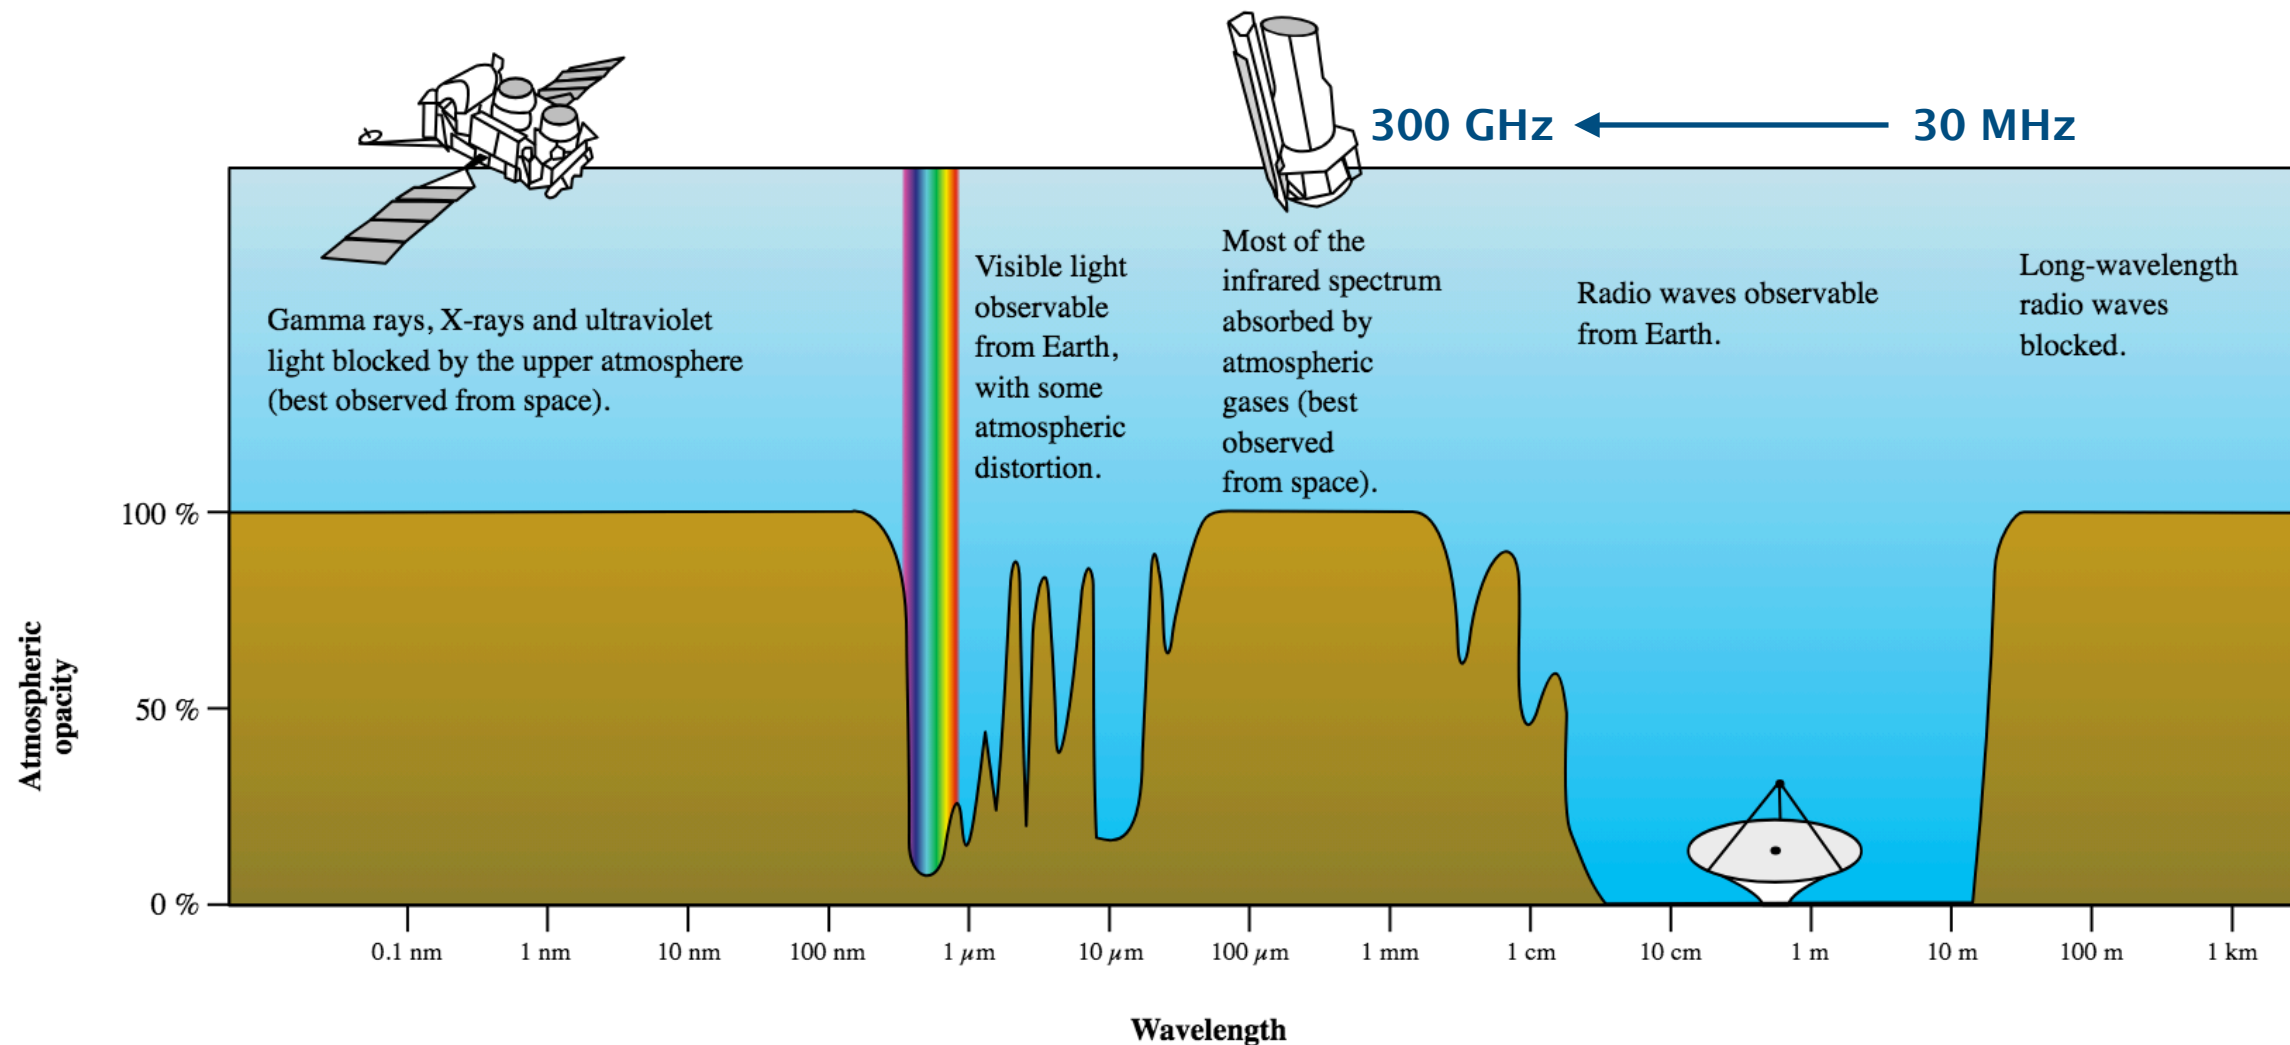 300 GHz
30 MHz
Gamma rays, X-rays and ultraviolet
light blocked by the upper atmosphere
(best observed from space).
Visible light
observable
from Earth,
with some
atmospheric
distortion.
Most of the
infrared spectrum
absorbed by
atmospheric
gases (best
observed
from space).
Radio waves observable
from Earth.
Long-wavelength
radio waves
blocked.
Atmospheric
opacity
100 %
50 %
0 %
0.1 nm
1 nm
10 nm
100 nm
1 μm
10 μm
100 μm
1 mm
1 cm
10 cm
1 m
10 m
100 m
1 km
Wavelength